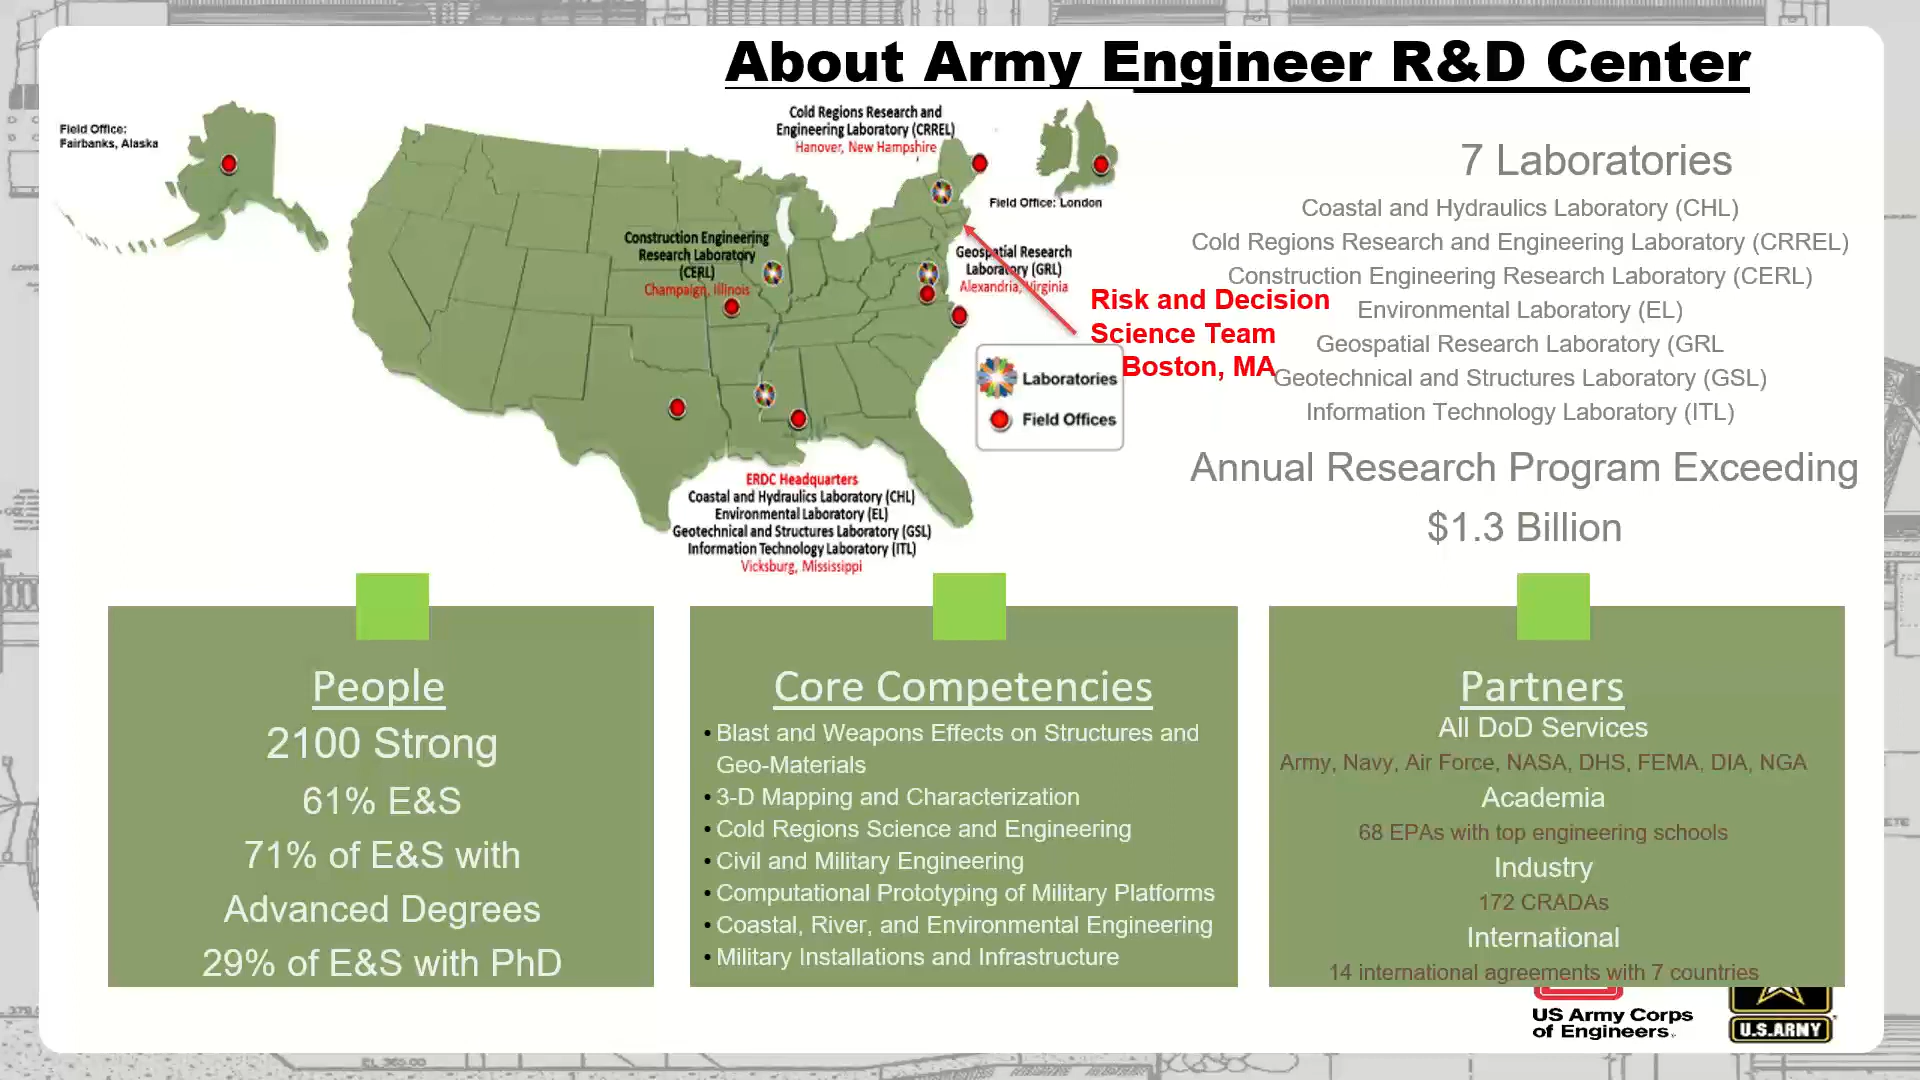 About Army Engineer R&D Center
Field Office:
Fairbanks, Alaska
Cold Regions Research and
Engineering Laboratory (CRREL)
Hanover, New Hampshire
Field Office: London
Construction Engineering
Research Laboratory
(CERL)
Champaign, Illinois
Geospatial Research
Laboratory (GRL)
Alexandria, Virginia
Risk and Decision
Science Team
Boston, MA
Laboratories
Field Offices
ERDC Headquarters
Coastal and Hydraulics Laboratory (CHL)
Environmental Laboratory (EL)
Geotechnical and Structures Laboratory (GSL)
Information Technology Laboratory (ITL)
Vicksburg, Mississippi
7 Laboratories
Coastal and Hydraulics Laboratory (CHL)
Cold Regions Research and Engineering Laboratory (CRREL)
Construction Engineering Research Laboratory (CERL)
Environmental Laboratory (EL)
Geospatial Research Laboratory (GRL
Geotechnical and Structures Laboratory (GSL)
Information Technology Laboratory (ITL)
Annual Research Program Exceeding
$1.3 Billion
People
2100 Strong
61% E&S
71% of E&S with
Advanced Degrees
29% of E&S with PhD
Core Competencies
• Blast and Weapons Effects on Structures and
Geo-Materials
• 3-D Mapping and Characterization
• Cold Regions Science and Engineering
• Civil and Military Engineering
• Computational Prototyping of Military Platforms
• Coastal, River, and Environmental Engineering
• Military Installations and Infrastructure
Partners
All DoD Services
Army, Navy, Air Force, NASA, DHS, FEMA, DIA, NGA
Academia
68 EPAs with top engineering schools
Industry
172 CRADAs
International
14 international agreements with 7 countries
US Army Corps
of Engineers
U.S.ARMY
EL.365.00